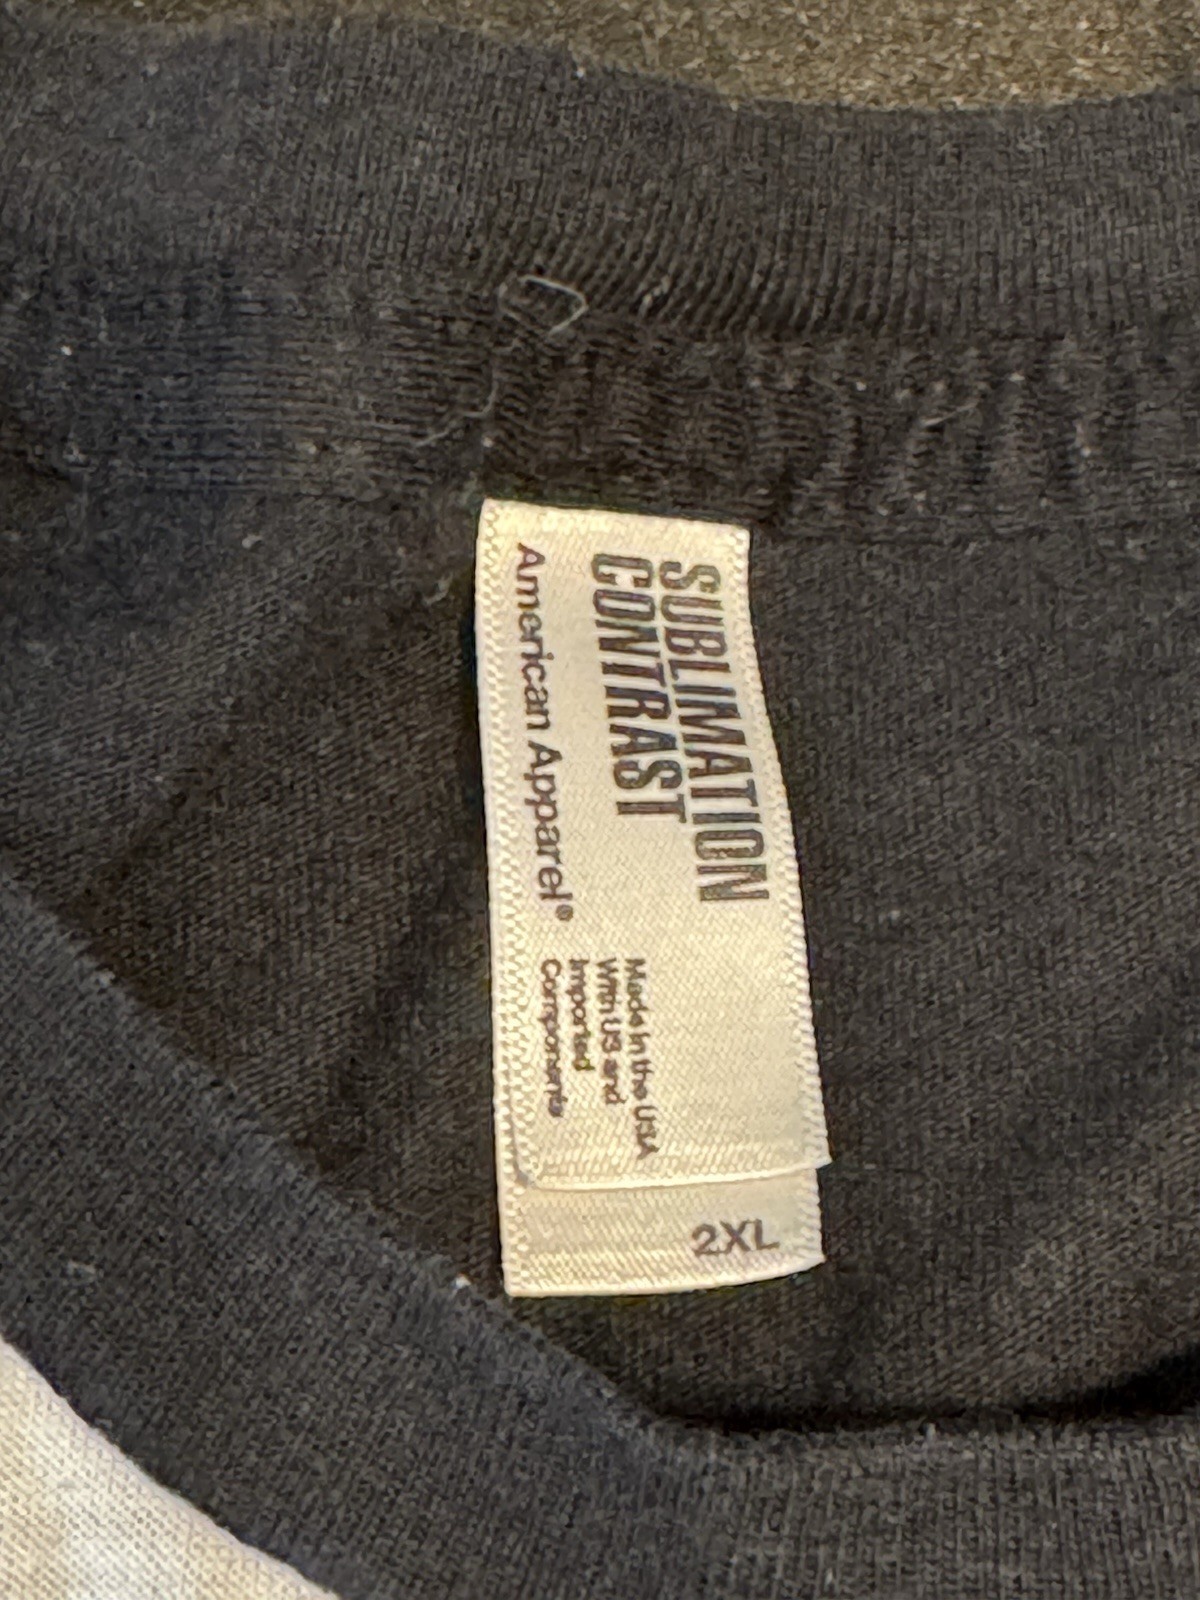 SUBLIMATION
CONTRAST
American Apparel®
Made in the USA
With US and
Imported
Components
2XL